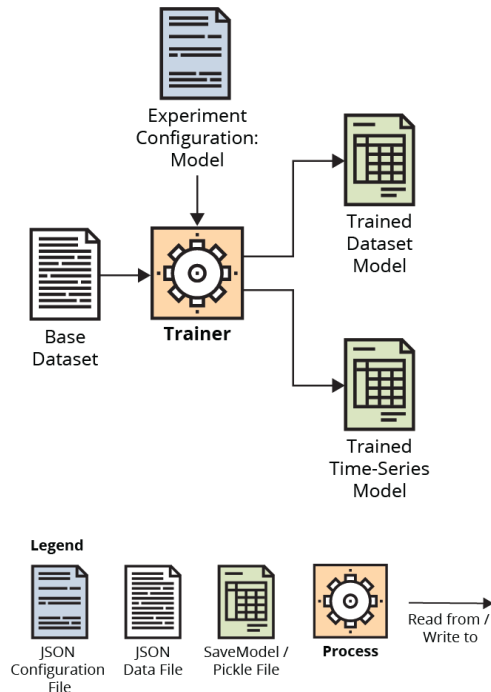 Experiment
Configuration:
Model
Trained
Dataset
Model
Base
Dataset
Trainer
Trained
Time-Series
Model
Legend
JSON
Configuration
File
JSON
Data File
SaveModel /
Pickle File
Process
Read from /
Write to